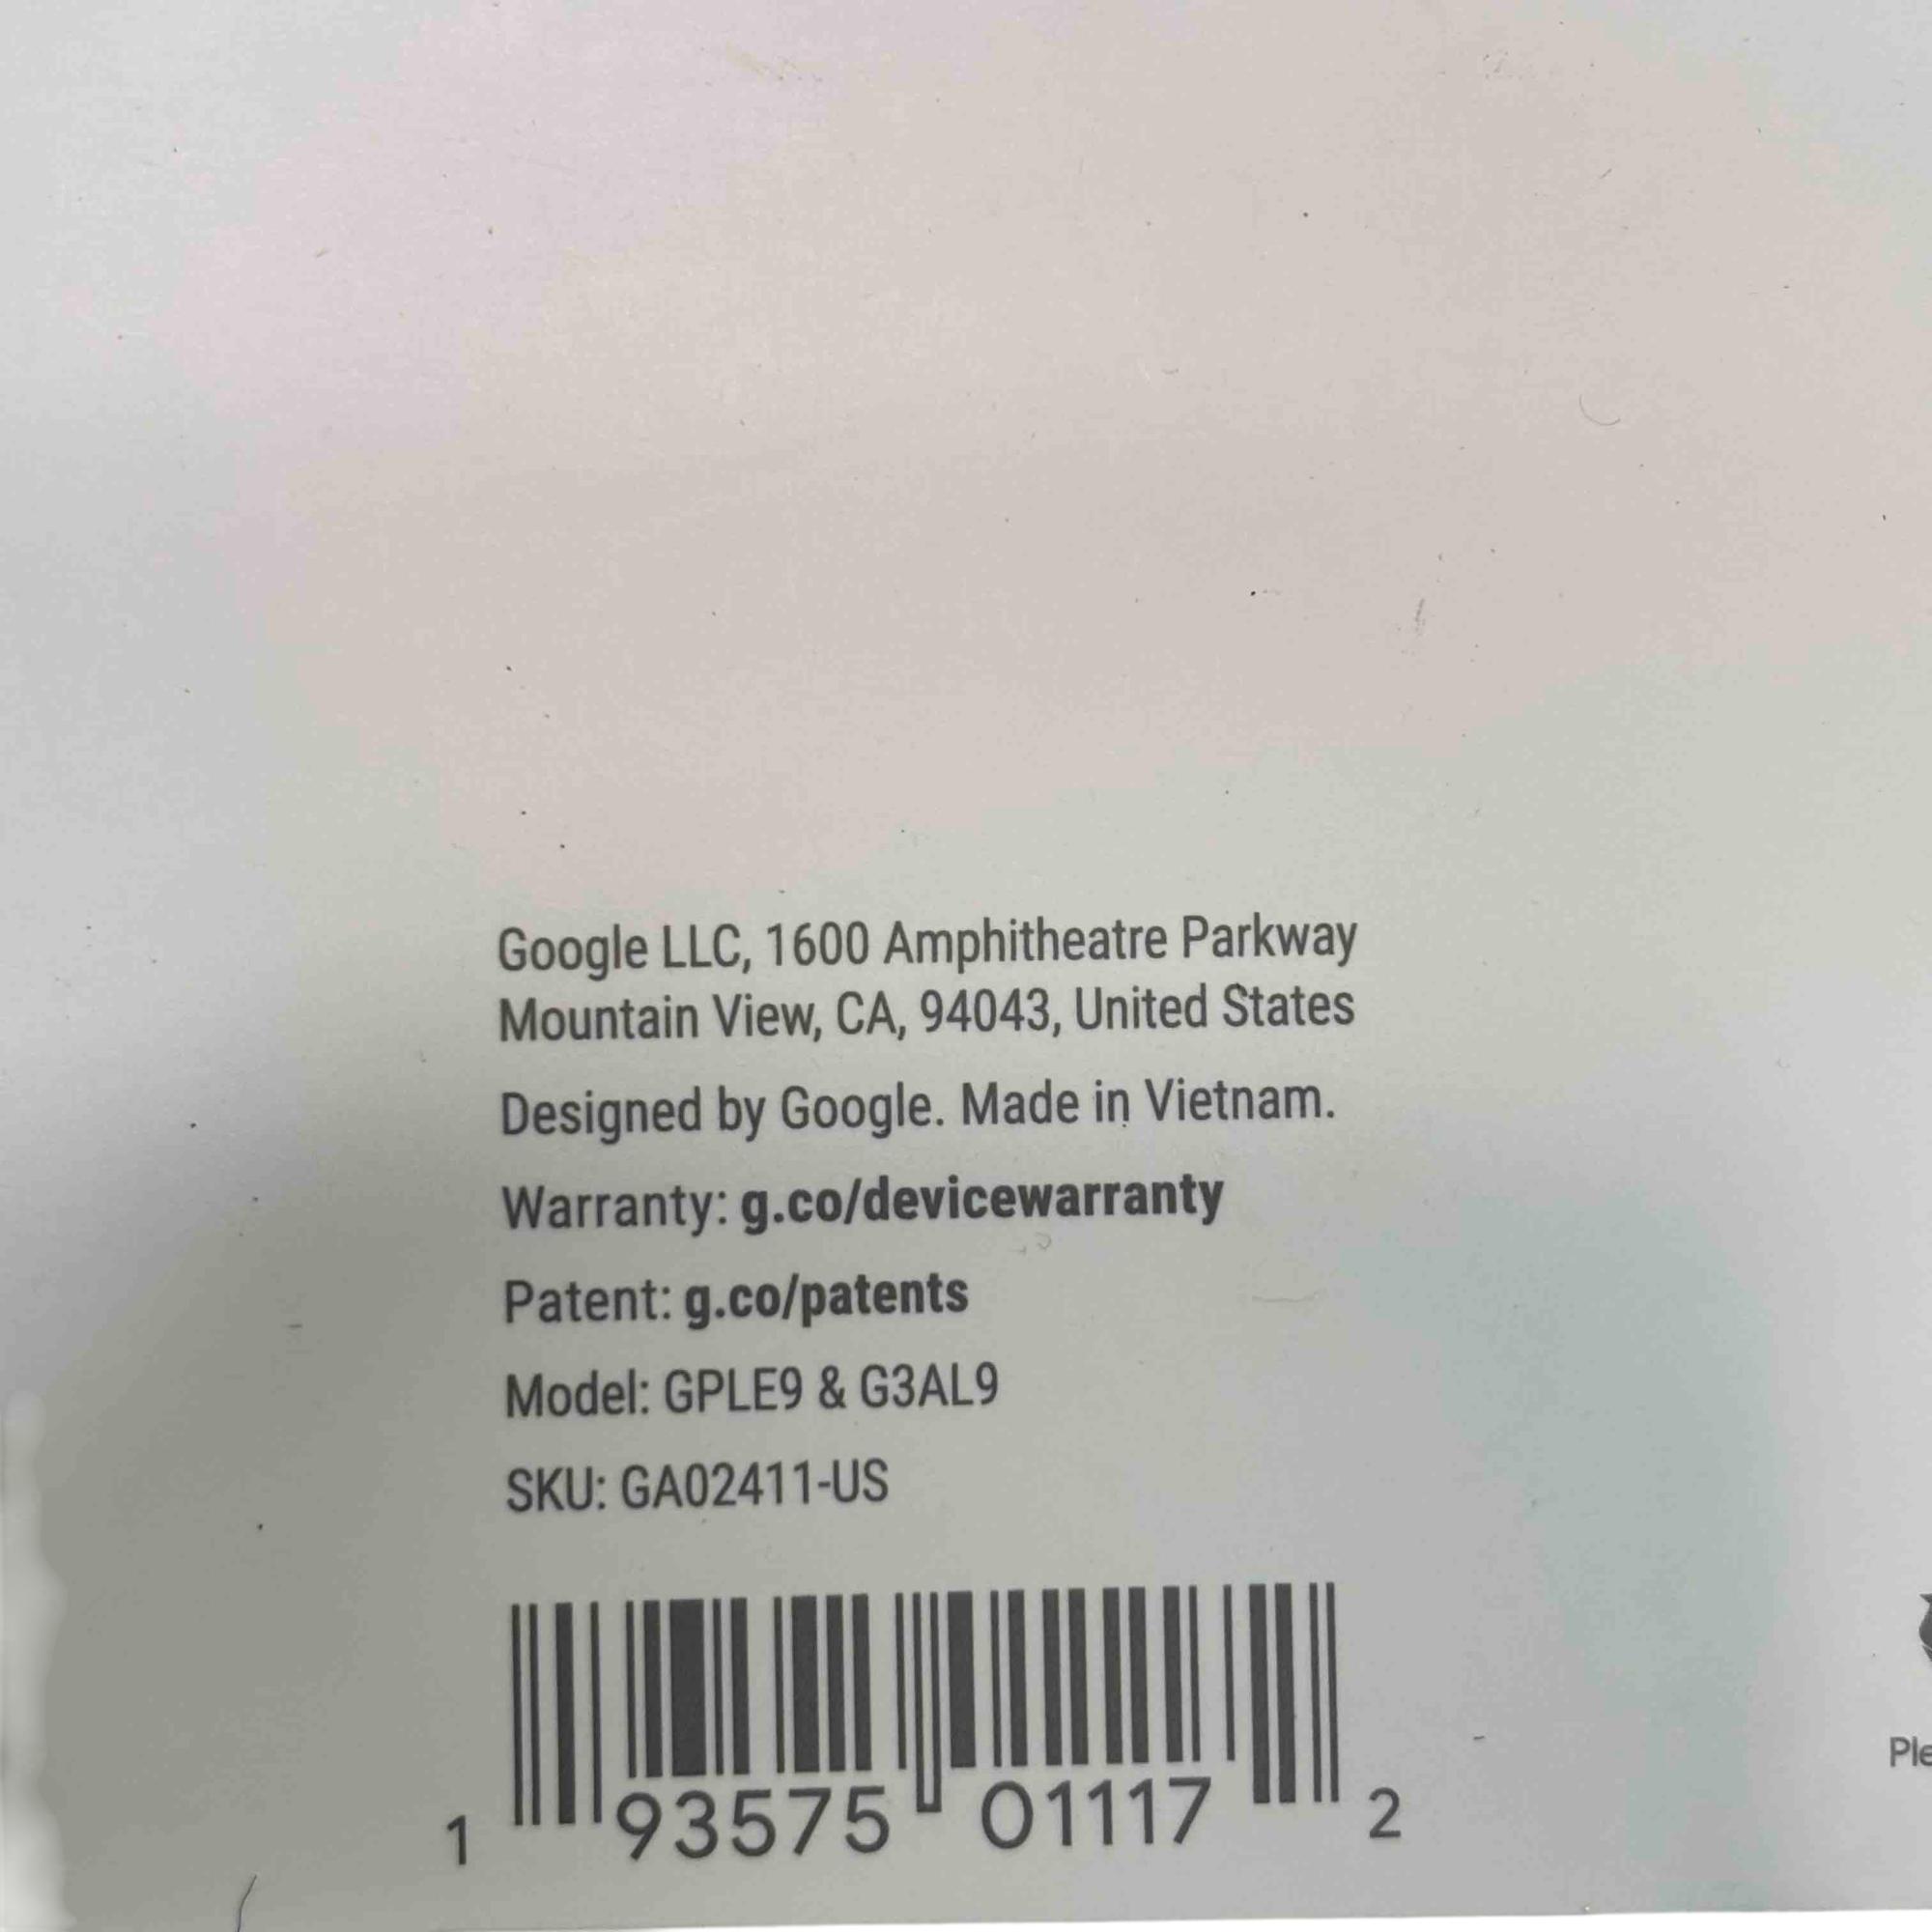 Google LLC, 1600 Amphitheatre Parkway
Mountain View, CA, 94043, United States
Designed by Google. Made in Vietnam.
Warranty: g.co/devicewarranty
Patent: g.co/patents
Model: GPLE9 & G3AL9
SKU: GA02411-US
1 93575 01117 2